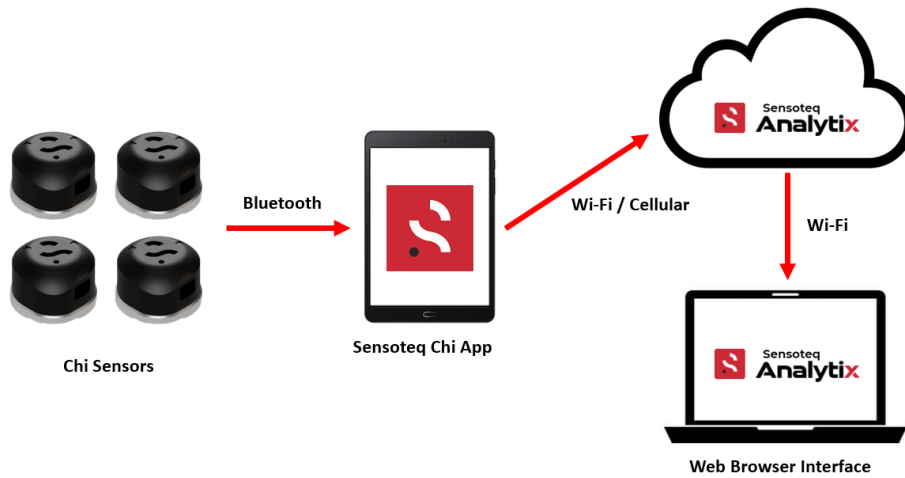 Chi Sensors
Bluetooth
Sensoteq Chi App
Wi-Fi / Cellular
Sensoteq
Analytix
Wi-Fi
Sensoteq
Analytix
Web Browser Interface